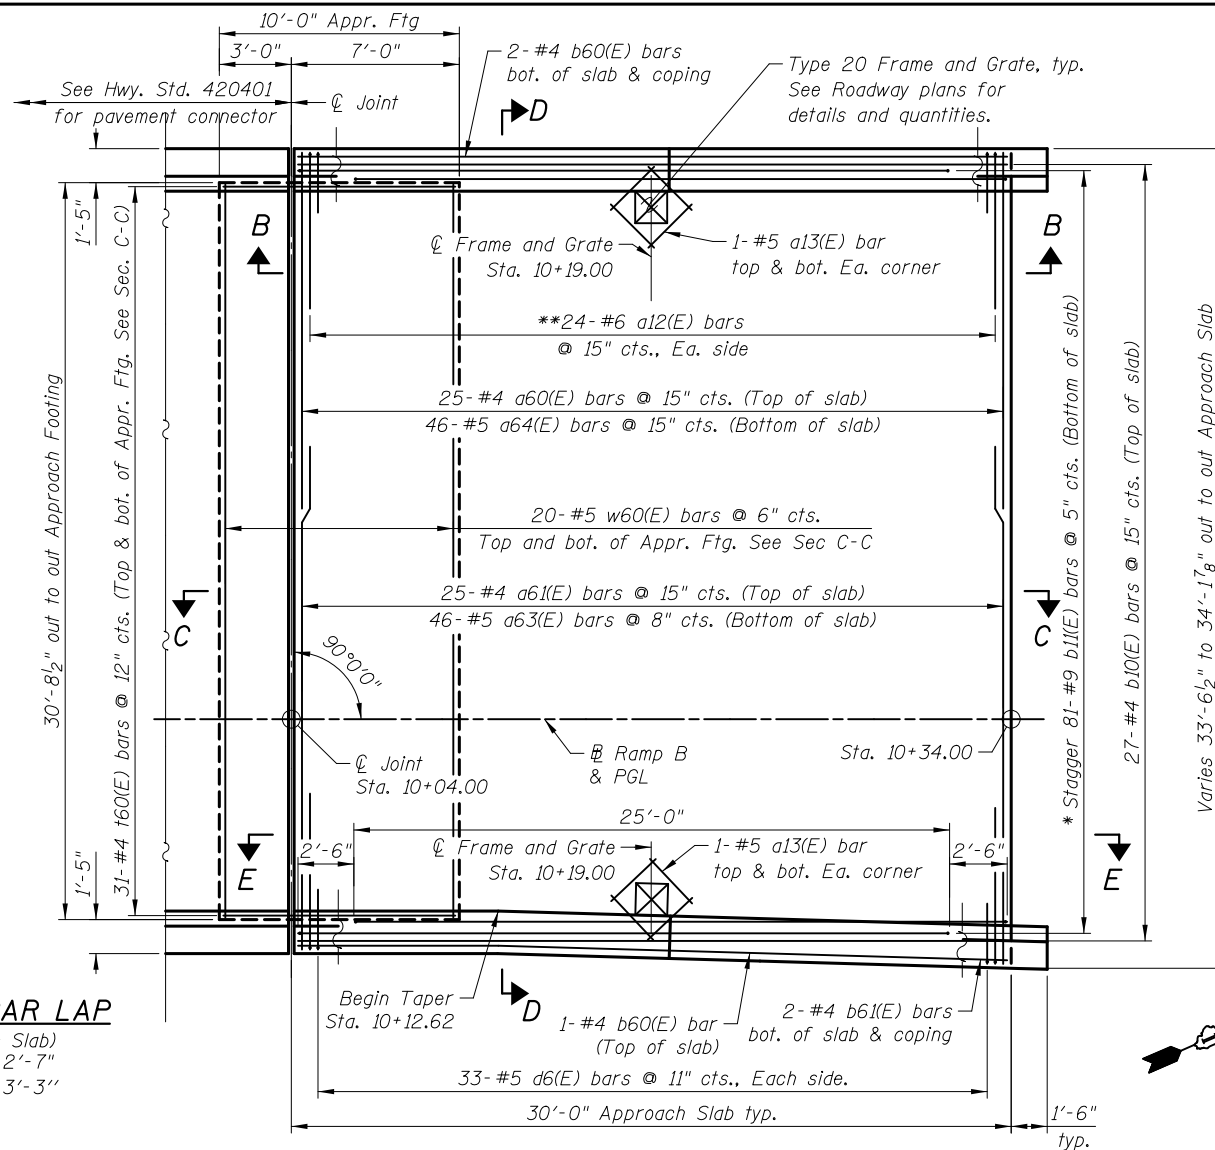 10'-0" Appr. Ftg
3'-0"
7'-0"
2-#4 b60(E) bars
bot. of slab & coping
Type 20 Frame and Grate, typ.
See Roadway plans for
details and quantities.
See Hwy. Std. 420401
for pavement connector
℄ Joint
D
1'-5"
B
B
℄ Frame and Grate
Sta. 10+19.00
1-#5 a13(E) bar
top & bot. Ea. corner
**24-#6 a12(E) bars
@ 15" cts., Ea. side
25-#4 a60(E) bars @ 15" cts. (Top of slab)
46-#5 a64(E) bars @ 15" cts. (Bottom of slab)
20-#5 w60(E) bars @ 6" cts.
Top and bot. of Appr. Ftg. See Sec C-C
25-#4 a61(E) bars @ 15" cts. (Top of slab)
46-#5 a63(E) bars @ 8" cts. (Bottom of slab)
C
C
90°0'0"
30'-8½" out to out Approach Footing
31-#4 t60(E) bars @ 12" cts. (Top & bot. of Appr. Ftg. See Sec. C-C)
* Stagger 81-#9 b11(E) bars @ 5" cts. (Bottom of slab)
27-#4 b10(E) bars @ 15" cts. (Top of slab)
Varies 33'-6½" to 34'-1⅞" out to out Approach Slab
Ramp B
& PGL
Sta. 10+34.00
℄ Joint
Sta. 10+04.00
25'-0"
2'-6"
2'-6"
℄ Frame and Grate
Sta. 10+19.00
1-#5 a13(E) bar
top & bot. Ea. corner
E
E
1'-5"
Begin Taper
Sta. 10+12.62
D
1-#4 b60(E) bar
(Top of slab)
2-#4 b61(E) bars
bot. of slab & coping
AR LAP
Slab)
2'-7"
3'-3"
33-#5 d6(E) bars @ 11" cts., Each side.
30'-0" Approach Slab typ.
1'-6"
typ.